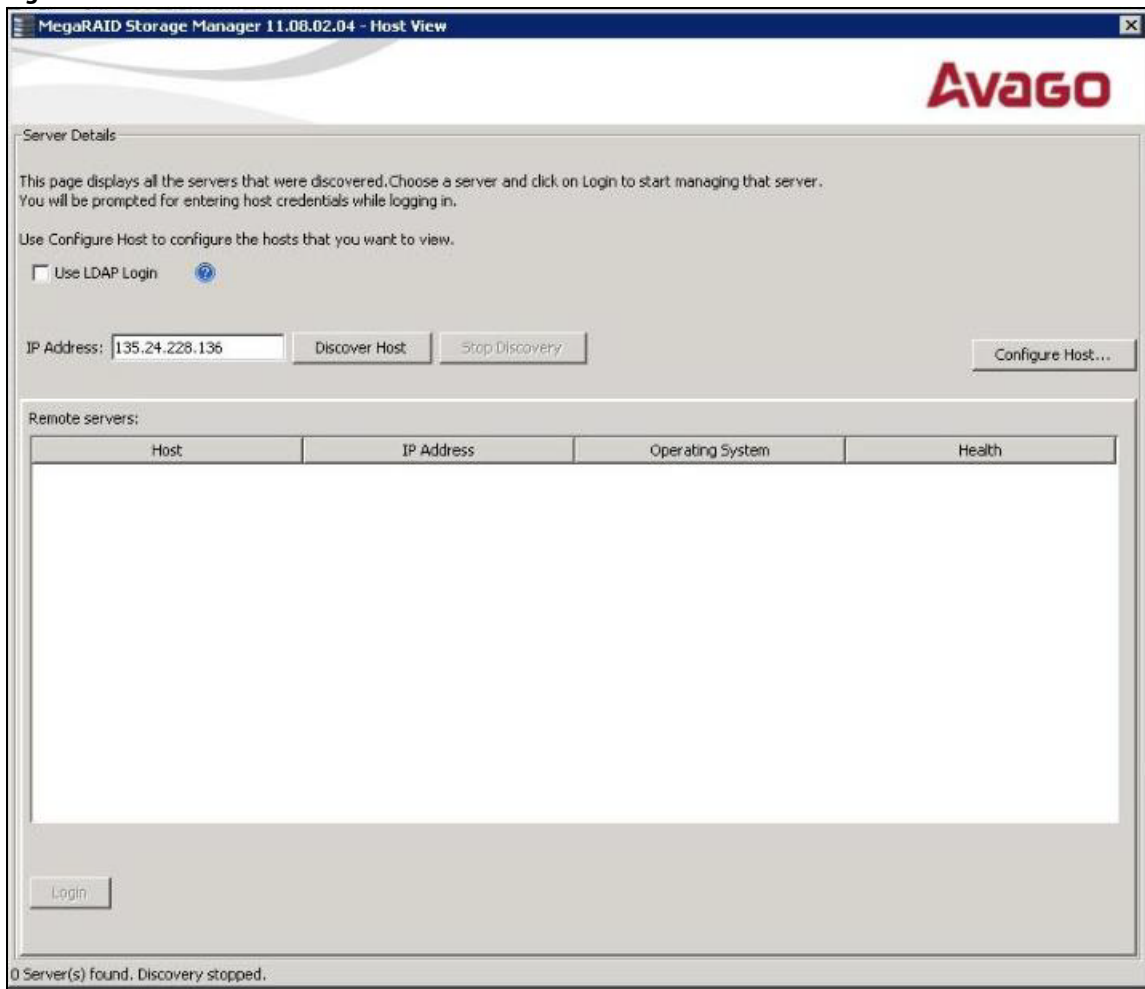 MegaRAID Storage Manager 11.08.02.04 - Host View
AVAGO
Server Details
This page displays all the servers that were discovered.Choose a server and click on Login to start managing that server.
You will be prompted for entering host credentials while logging in.
Use Configure Host to configure the hosts that you want to view.
Use LDAP Login
IP Address: 135.24.228.136 Discover Host Stop Discovery Configure Host...
Remote servers:
Host IP Address Operating System Health
Login
0 Server(s) found. Discovery stopped.